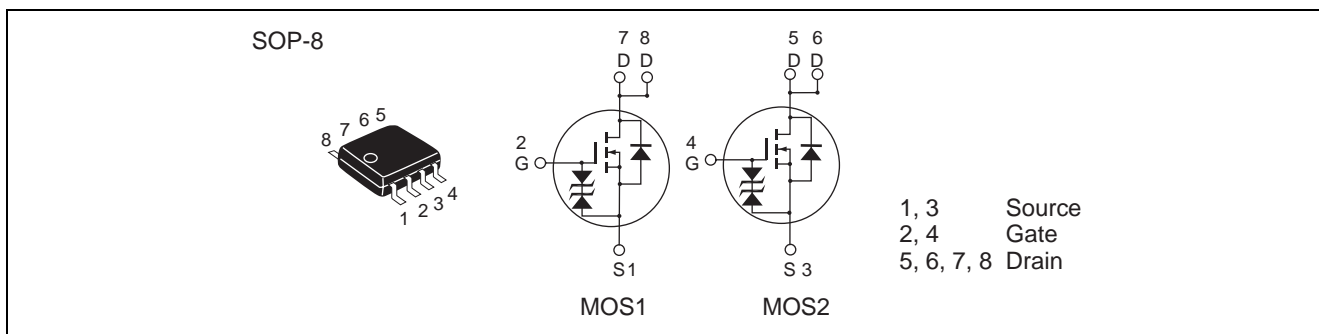 SOP-8
8 7 6 5
1 2 3 4
7 8
D D
2
G
S 1
MOS1
5 6
D D
4
G
S 3
MOS2
1, 3 Source
2, 4 Gate
5, 6, 7, 8 Drain